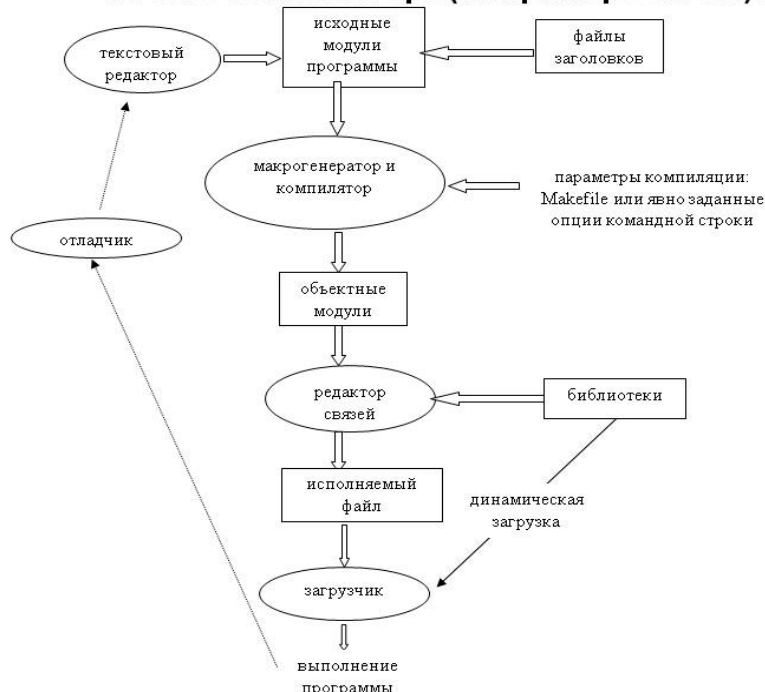 исходные
модули
программы
файлы
заголовков
текстовый
редактор
макрогенератор и
компилятор
параметры компиляции:
Makefile или явно заданные
опции командной строки
отладчик
объектные
модули
редактор
связей
библиотеки
исполняемый
файл
динамическая
загрузка
загрузчик
выполнение
программы